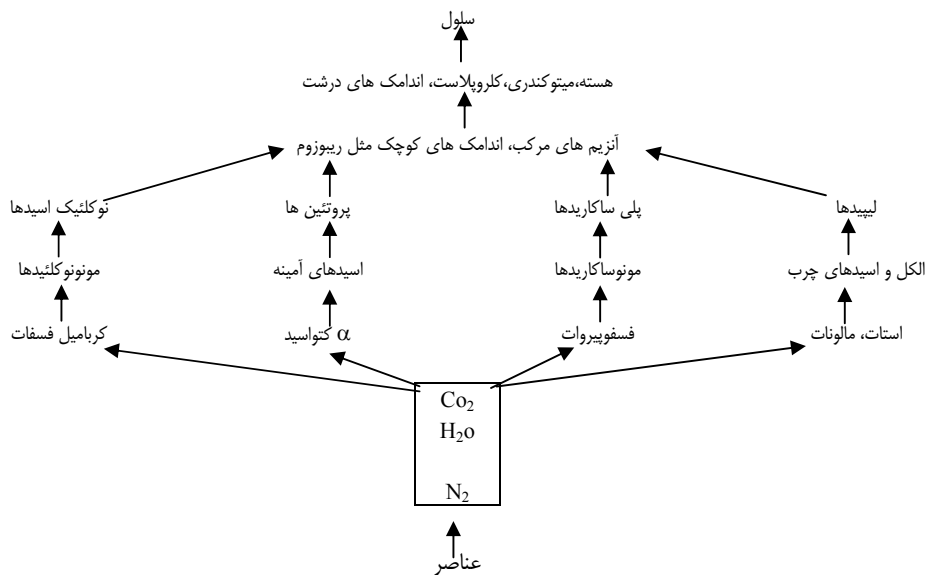 سلول
هسته،میتوکندری،کلروپلاست، اندامک های درشت
آنزیم های مرکب، اندامک های کوچک مثل ریبوزوم
لیپیدها
پلی ساکاریدها
پروتئین ها
نوکلئیک اسیدها
الکل و اسیدهای چرب
مونوساکاریدها
اسیدهای آمینه
مونونوکلئیدها
استات، مالونات
فسفوپیروات
α کتواسید
کربامیل فسفات
Co₂
H₂o
N₂
عناصر